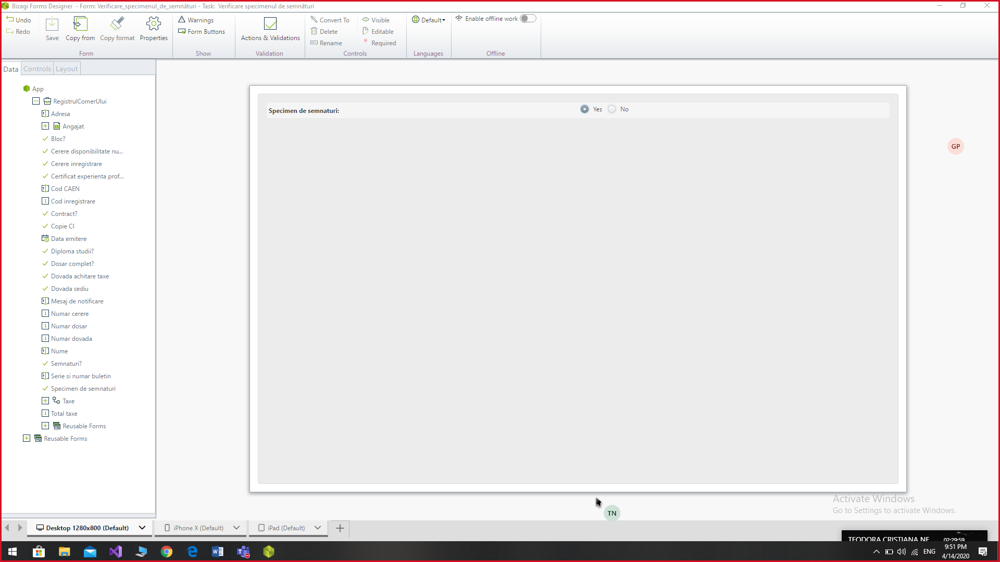 Bizagi Forms Designer - Form: Verificare_specimenul_de_semnături - Task: Verificare specimenul de semnături
Undo
Redo
Save
Copy from
Copy format
Properties
Form
Warnings
Form Buttons
Show
Actions & Validations
Validation
Convert To
Delete
Rename
Visible
Editable
Required
Controls
Default
Languages
Enable offline work
Offline
Data
Controls
Layout
App
RegistrulComerUlui
Adresa
Angajat
Bloc?
Cerere disponibilitate nu...
Cerere inregistrare
Certificat experienta prof...
Cod CAEN
1 Cod inregistrare
Contract?
Copie CI
Data emitere
Diploma studii?
Dosar complet?
Dovada achitare taxe
Dovada sediu
Mesaj de notificare
1 Numar cerere
1 Numar dosar
1 Numar dovada
Nume
Semnaturi?
Serie si numar buletin
Specimen de semnaturi
Taxe
1 Total taxe
Reusable Forms
Reusable Forms
Specimen de semnaturi:
Yes
No
GP
TN
Activate Windows
Go to Settings to activate Windows.
Desktop 1280x800 (Default)
iPhone X (Default)
iPad (Default)
TEODORA CRISTIANA NE
02:29:59
ENG
9:51 PM
4/14/2020